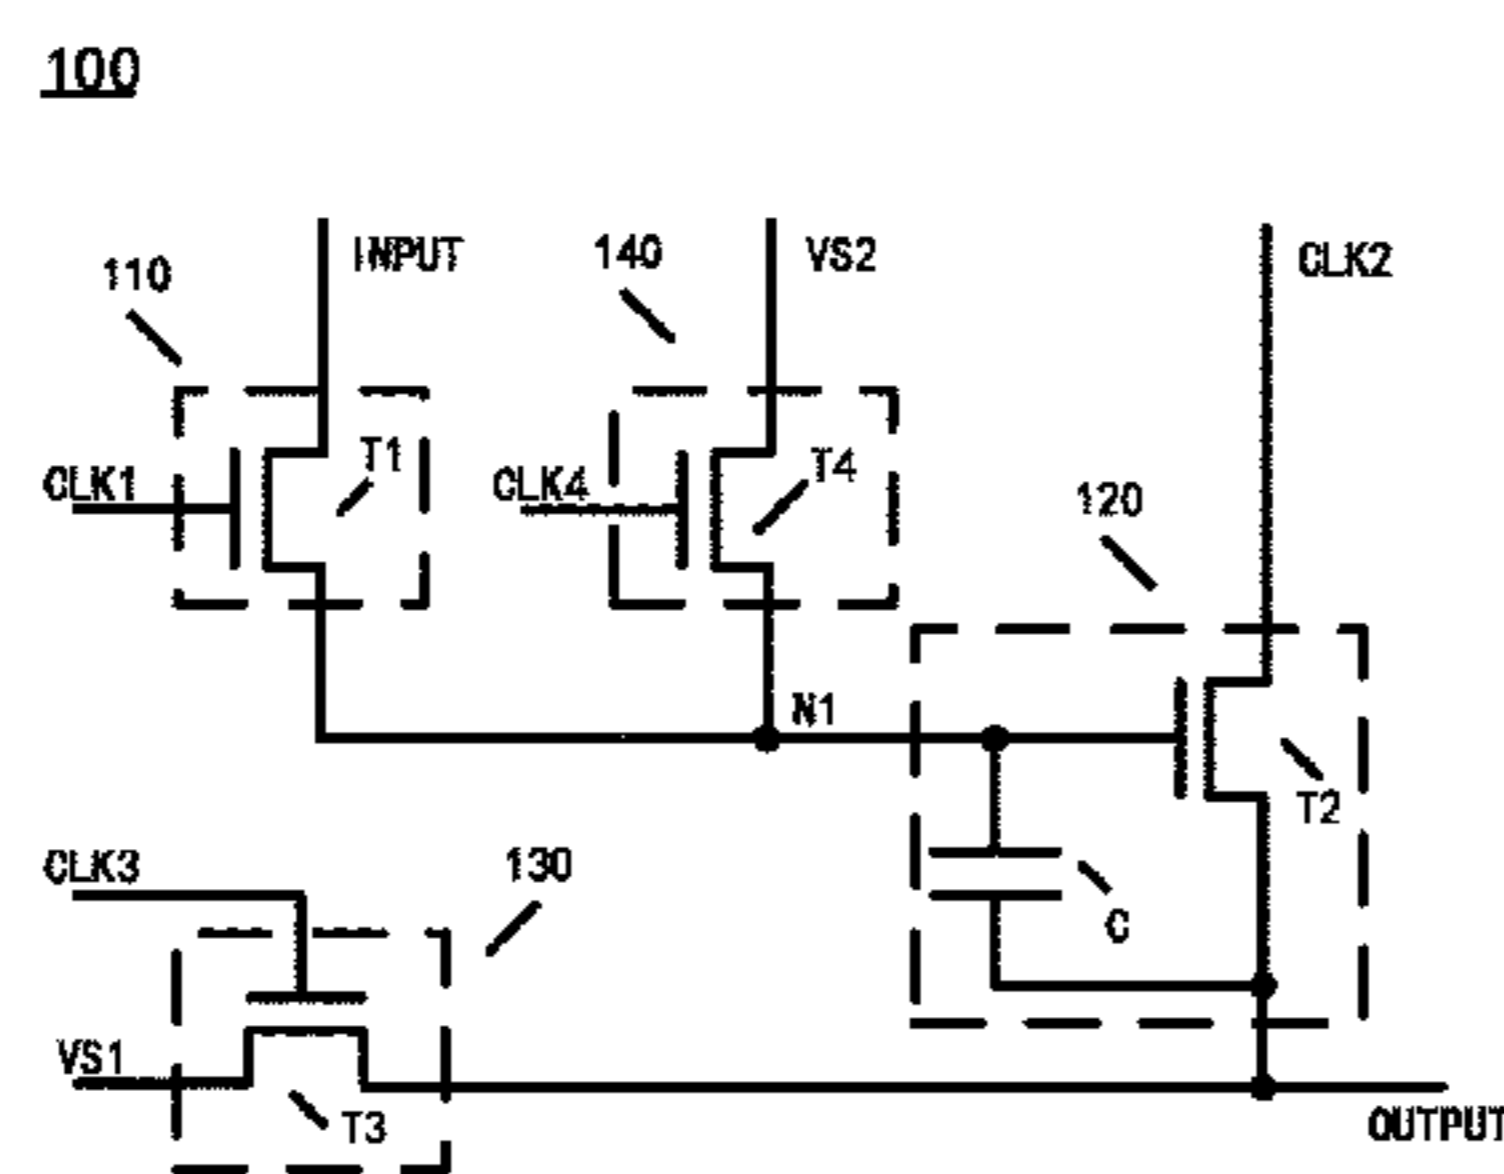 100
110
INPUT
140
VS2
CLK2
CLK1
T1
CLK4
T4
120
N1
T2
CLK3
130
C
VS1
T3
OUTPUT